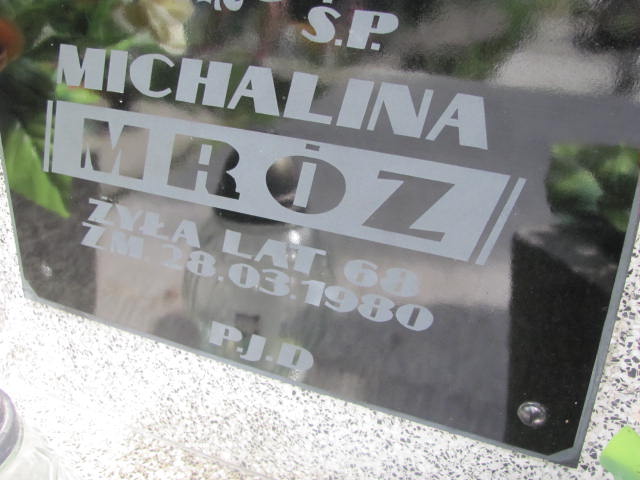 Ś.P.
MICHALINA
MRÓZ
ŻYŁA LAT 68
ZM. 28.03.1980
P.J.D